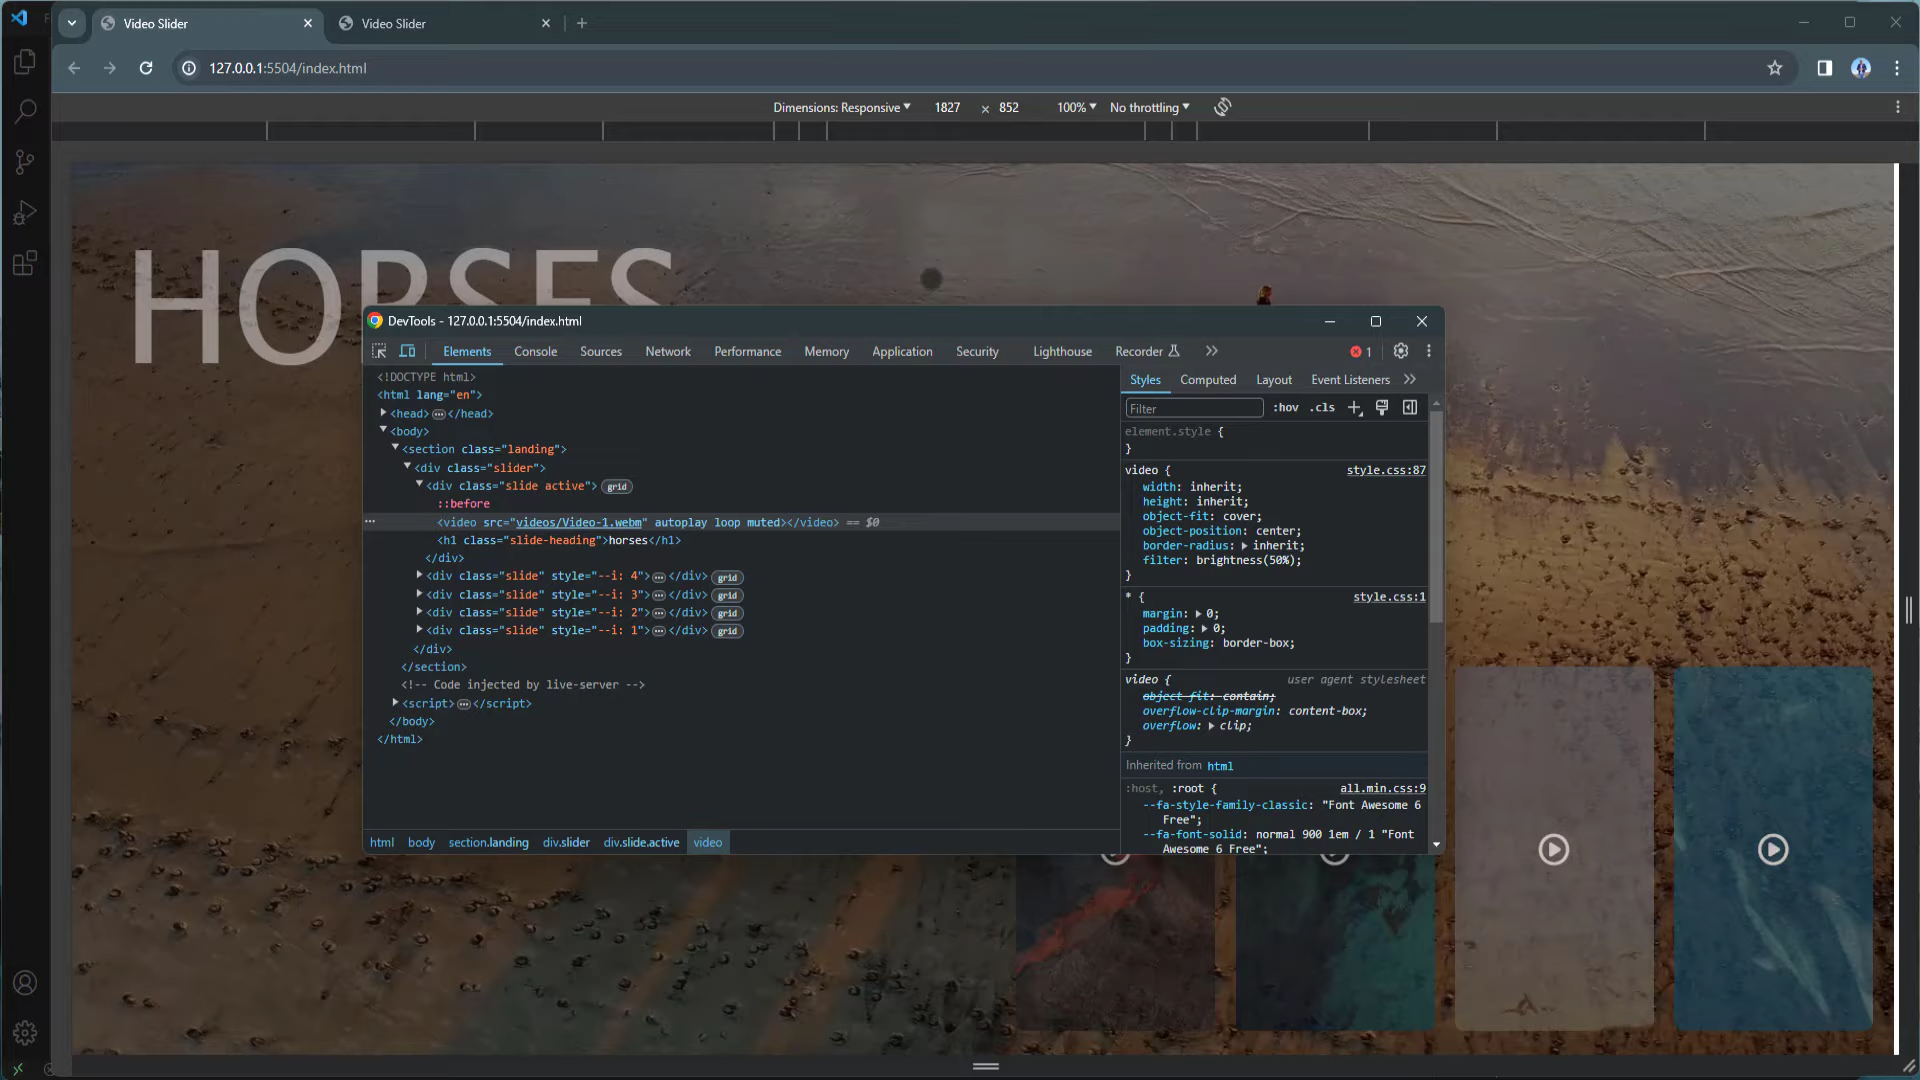 Video Slider
Video Slider
127.0.0.1:5504/index.html
Dimensions: Responsive 1827 x 852 100% No throttling
HORSES
DevTools - 127.0.0.1:5504/index.html
Elements Console Sources Network Performance Memory Application Security Lighthouse Recorder 1
<!DOCTYPE html>
<html lang="en">
<head> ⋯ </head>
<body>
<section class="landing">
<div class="slider">
<div class="slide active"> grid
::before
⋯ <video src="videos/Video-1.webm" autoplay loop muted></video> == $0
<h1 class="slide-heading">horses</h1>
</div>
<div class="slide" style="--i: 4"> ⋯ </div> grid
<div class="slide" style="--i: 3"> ⋯ </div> grid
<div class="slide" style="--i: 2"> ⋯ </div> grid
<div class="slide" style="--i: 1"> ⋯ </div> grid
</div>
</section>
<!-- Code injected by live-server -->
<script> ⋯ </script>
</body>
</html>
html body section.landing div.slider div.slide.active video
Styles Computed Layout Event Listeners
Filter :hov .cls
element.style {
}
video { style.css:87
width: inherit;
height: inherit;
object-fit: cover;
object-position: center;
border-radius: inherit;
filter: brightness(50%);
}
* { style.css:1
margin: 0;
padding: 0;
box-sizing: border-box;
}
video { user agent stylesheet
object-fit: contain;
overflow-clip-margin: content-box;
overflow: clip;
}
Inherited from html
:host, :root { all.min.css:9
--fa-style-family-classic: "Font Awesome 6
Free";
--fa-font-solid: normal 900 1em / 1 "Font
Awesome 6 Free";